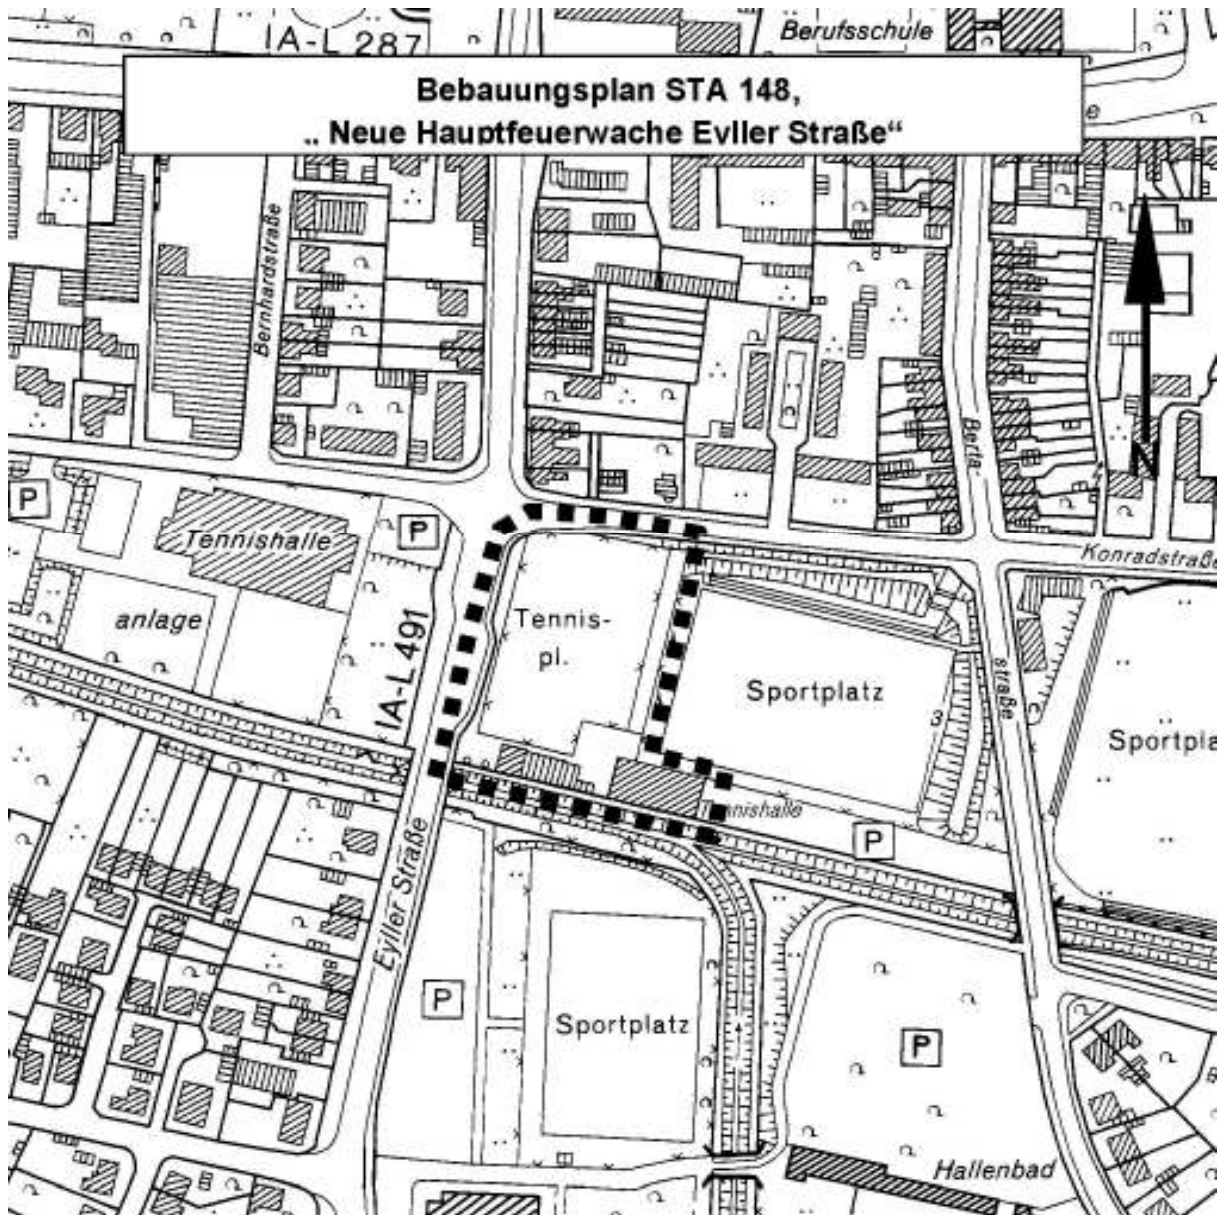 Berufsschule
IA-L 287
Bebauungsplan STA 148,
„ Neue Hauptfeuerwache Eyller Straße“
e
Bernhardstraße
Berta-
N
P
P
Tennishalle
Konradstraße
anlage
Tennis-
pl.
IA-L 491
straße
Sportplatz
3
Sportpla
nnishalle
P
Eyller Straße
P
Sportplatz
P
Hallenbad